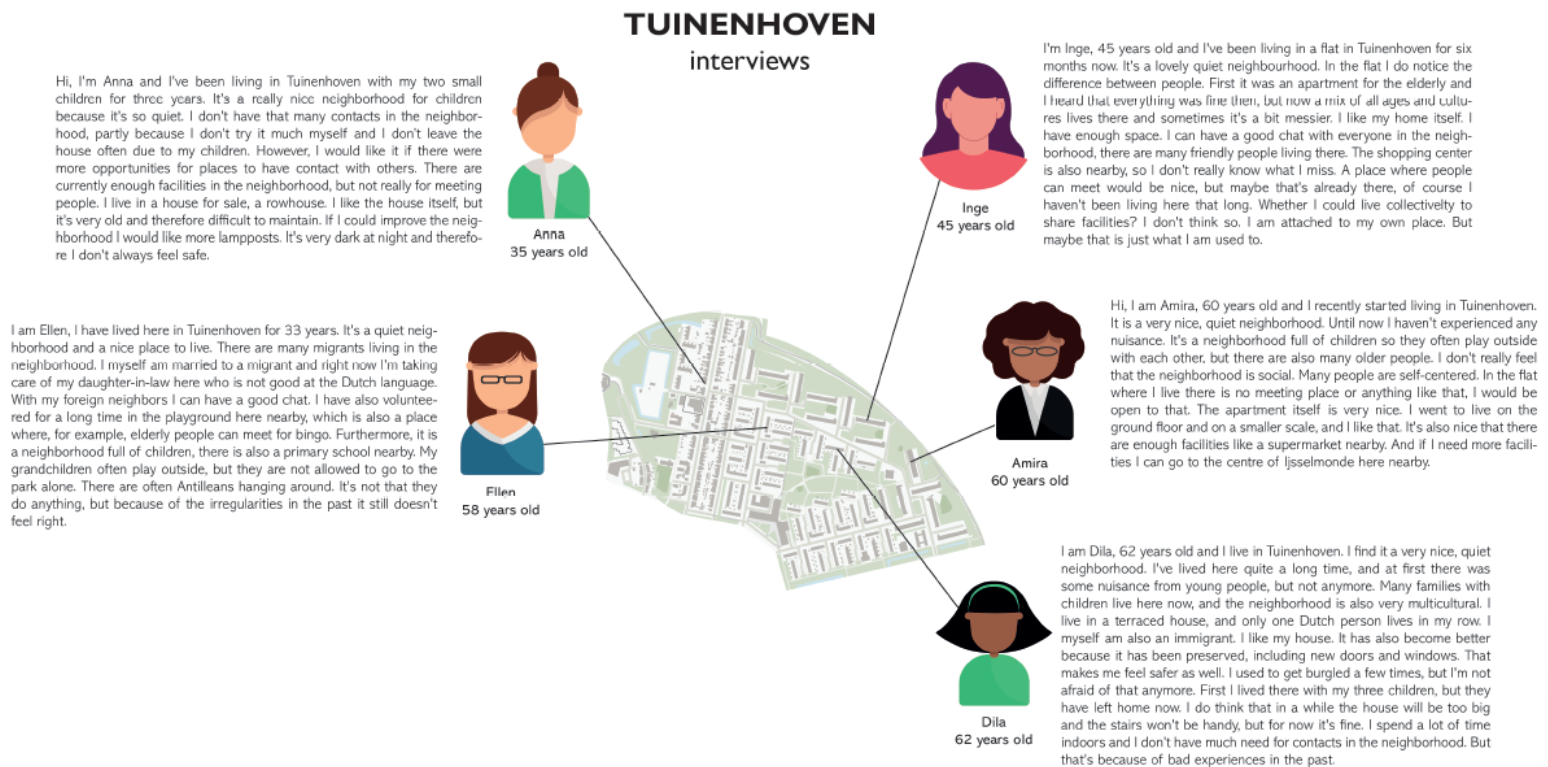 TUINENHOVEN
interviews
Hi, I'm Anna and I've been living in Tuinenhoven with my two small
children for three years. It's a really nice neighborhood for children
because it's so quiet. I don't have that many contacts in the neighbor-
hood, partly because I don't try it much myself and I don't leave the
house often due to my children. However, I would like it if there were
more opportunities for places to have contact with others. There are
currently enough facilities in the neighborhood, but not really for meeting
people. I live in a house for sale, a rowhouse. I like the house itself, but
it's very old and therefore difficult to maintain. If I could improve the neig-
hborhood I would like more lampposts. It's very dark at night and therefo-
re I don't always feel safe.
Anna
35 years old
I am Ellen, I have lived here in Tuinenhoven for 33 years. It's a quiet neig-
hborhood and a nice place to live. There are many migrants living in the
neighborhood. I myself am married to a migrant and right now I'm taking
care of my daughter-in-law here who is not good at the Dutch language.
With my foreign neighbors I can have a good chat. I have also voluntee-
red for a long time in the playground here nearby, which is also a place
where, for example, elderly people can meet for bingo. Furthermore, it is
a neighborhood full of children, there is also a primary school nearby. My
grandchildren often play outside, but they are not allowed to go to the
park alone. There are often Antilleans hanging around. It's not that they
do anything, but because of the irregularities in the past it still doesn't
feel right.
Ellen
58 years old
I'm Inge, 45 years old and I've been living in a flat in Tuinenhoven for six
months now. It's a lovely quiet neighbourhood. In the flat I do notice the
difference between people. First it was an apartment for the elderly and
I heard that everything was fine then, but now a mix of all ages and cultu-
res lives there and sometimes it's a bit messier. I like my home itself. I
have enough space. I can have a good chat with everyone in the neigh-
borhood, there are many friendly people living there. The shopping center
is also nearby, so I don't really know what I miss. A place where people
can meet would be nice, but maybe that's already there, of course I
haven't been living here that long. Whether I could live collectivelty to
share facilities? I don't think so. I am attached to my own place. But
maybe that is just what I am used to.
Inge
45 years old
Hi, I am Amira, 60 years old and I recently started living in Tuinenhoven.
It is a very nice, quiet neighborhood. Until now I haven't experienced any
nuisance. It's a neighborhood full of children so they often play outside
with each other, but there are also many older people. I don't really feel
that the neighborhood is social. Many people are self-centered. In the flat
where I live there is no meeting place or anything like that, I would be
open to that. The apartment itself is very nice. I went to live on the
ground floor and on a smaller scale, and I like that. It's also nice that there
are enough facilities like a supermarket nearby. And if I need more facili-
ties I can go to the centre of Ijsselmonde here nearby.
Amira
60 years old
I am Dila, 62 years old and I live in Tuinenhoven. I find it a very nice, quiet
neighborhood. I've lived here quite a long time, and at first there was
some nuisance from young people, but not anymore. Many families with
children live here now, and the neighborhood is also very multicultural. I
live in a terraced house, and only one Dutch person lives in my row. I
myself am also an immigrant. I like my house. It has also become better
because it has been preserved, including new doors and windows. That
makes me feel safer as well. I used to get burgled a few times, but I'm not
afraid of that anymore. First I lived there with my three children, but they
have left home now. I do think that in a while the house will be too big
and the stairs won't be handy, but for now it's fine. I spend a lot of time
indoors and I don't have much need for contacts in the neighborhood. But
that's because of bad experiences in the past.
Dila
62 years old